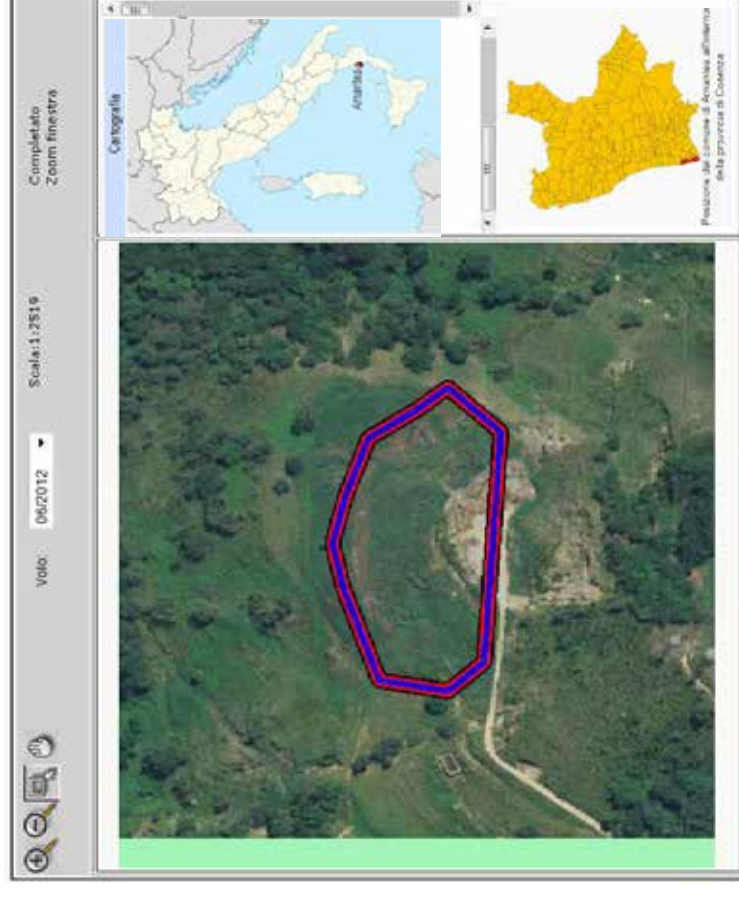 Volo: 06/2012
Scala:1:2519
Completato
Zoom finestra
Cartografia
Amantea
Posizione del comune di Amantea all'interno
della provincia di Cosenza